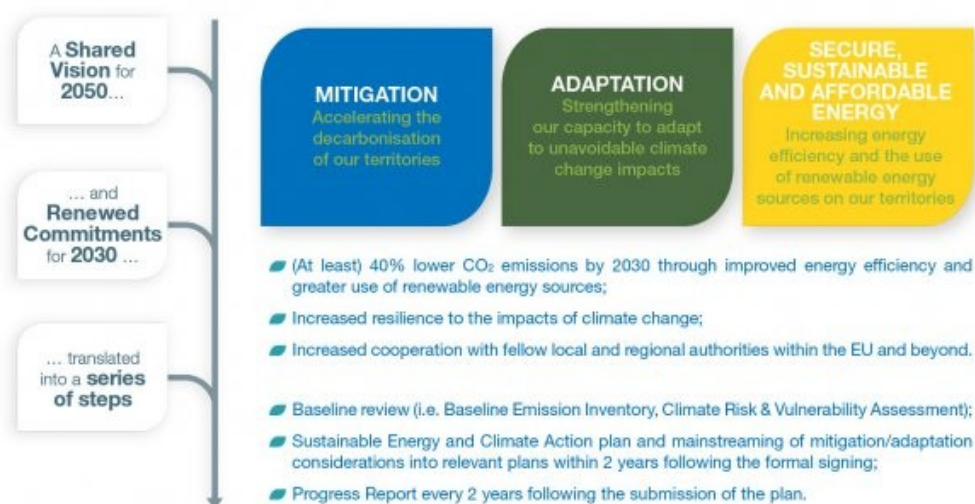 A Shared
Vision for
2050...
MITIGATION
Accelerating the
decarbonisation
of our territories
ADAPTATION
Strengthening
our capacity to adapt
to unavoidable climate
change impacts
SECURE,
SUSTAINABLE
AND AFFORDABLE
ENERGY
Increasing energy
efficiency and the use
of renewable energy
sources on our territories
... and
Renewed
Commitments
for 2030 ...
(At least) 40% lower CO₂ emissions by 2030 through improved energy efficiency and
greater use of renewable energy sources;
Increased resilience to the impacts of climate change;
Increased cooperation with fellow local and regional authorities within the EU and beyond.
... translated
into a series
of steps
Baseline review (i.e. Baseline Emission Inventory, Climate Risk & Vulnerability Assessment);
Sustainable Energy and Climate Action plan and mainstreaming of mitigation/adaptation
considerations into relevant plans within 2 years following the formal signing;
Progress Report every 2 years following the submission of the plan.